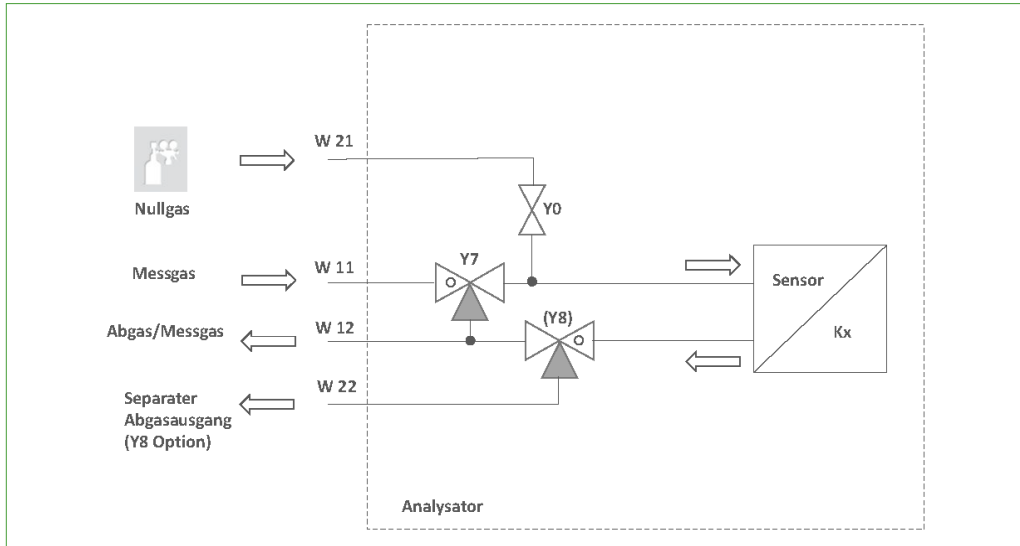 W 21
Nullgas
Y0
Messgas
W 11
Y7
Sensor
Kx
Abgas/Messgas
W 12
(Y8)
Separater
Abgasausgang
(Y8 Option)
W 22
Analysator